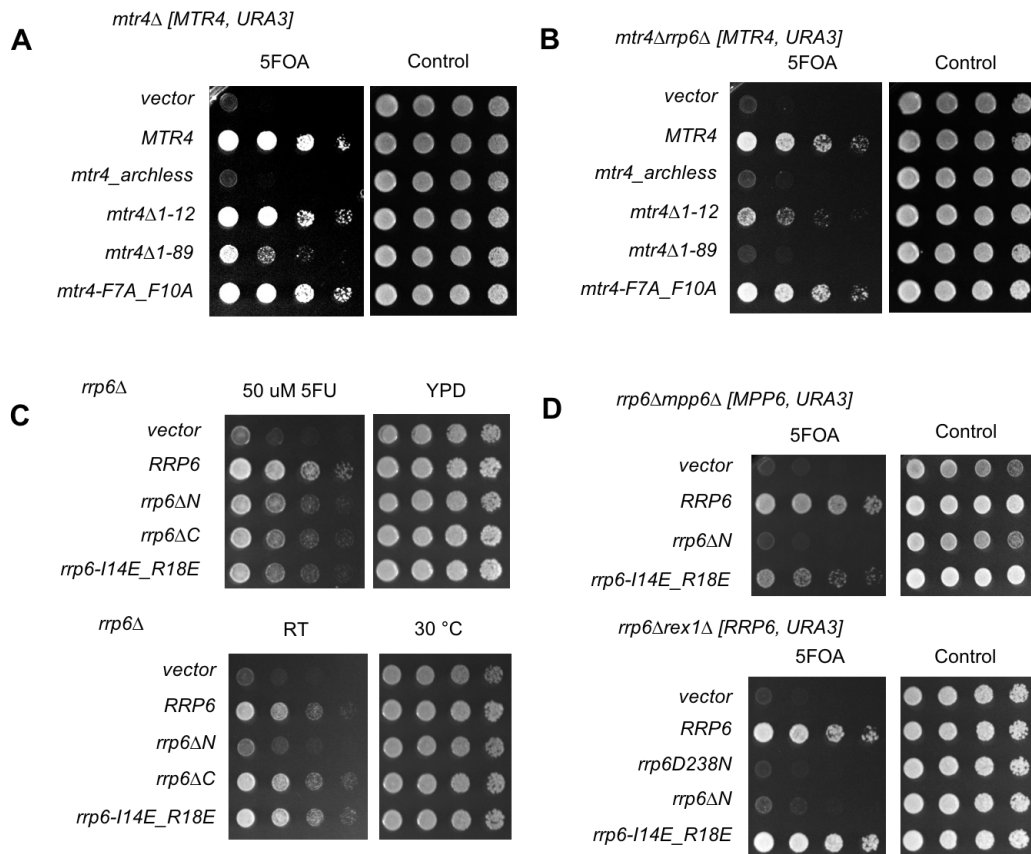 A
mtr4Δ [MTR4, URA3]
5FOA Control
vector
MTR4
mtr4_archless
mtr4Δ1-12
mtr4Δ1-89
mtr4-F7A_F10A
B
mtr4Δrrp6Δ [MTR4, URA3]
5FOA Control
vector
MTR4
mtr4_archless
mtr4Δ1-12
mtr4Δ1-89
mtr4-F7A_F10A
C
rrp6Δ
50 uM 5FU YPD
vector
RRP6
rrp6ΔN
rrp6ΔC
rrp6-I14E_R18E
rrp6Δ
RT 30 °C
vector
RRP6
rrp6ΔN
rrp6ΔC
rrp6-I14E_R18E
D
rrp6Δmpp6Δ [MPP6, URA3]
5FOA Control
vector
RRP6
rrp6ΔN
rrp6-I14E_R18E
rrp6Δrex1Δ [RRP6, URA3]
5FOA Control
vector
RRP6
rrp6D238N
rrp6ΔN
rrp6-I14E_R18E